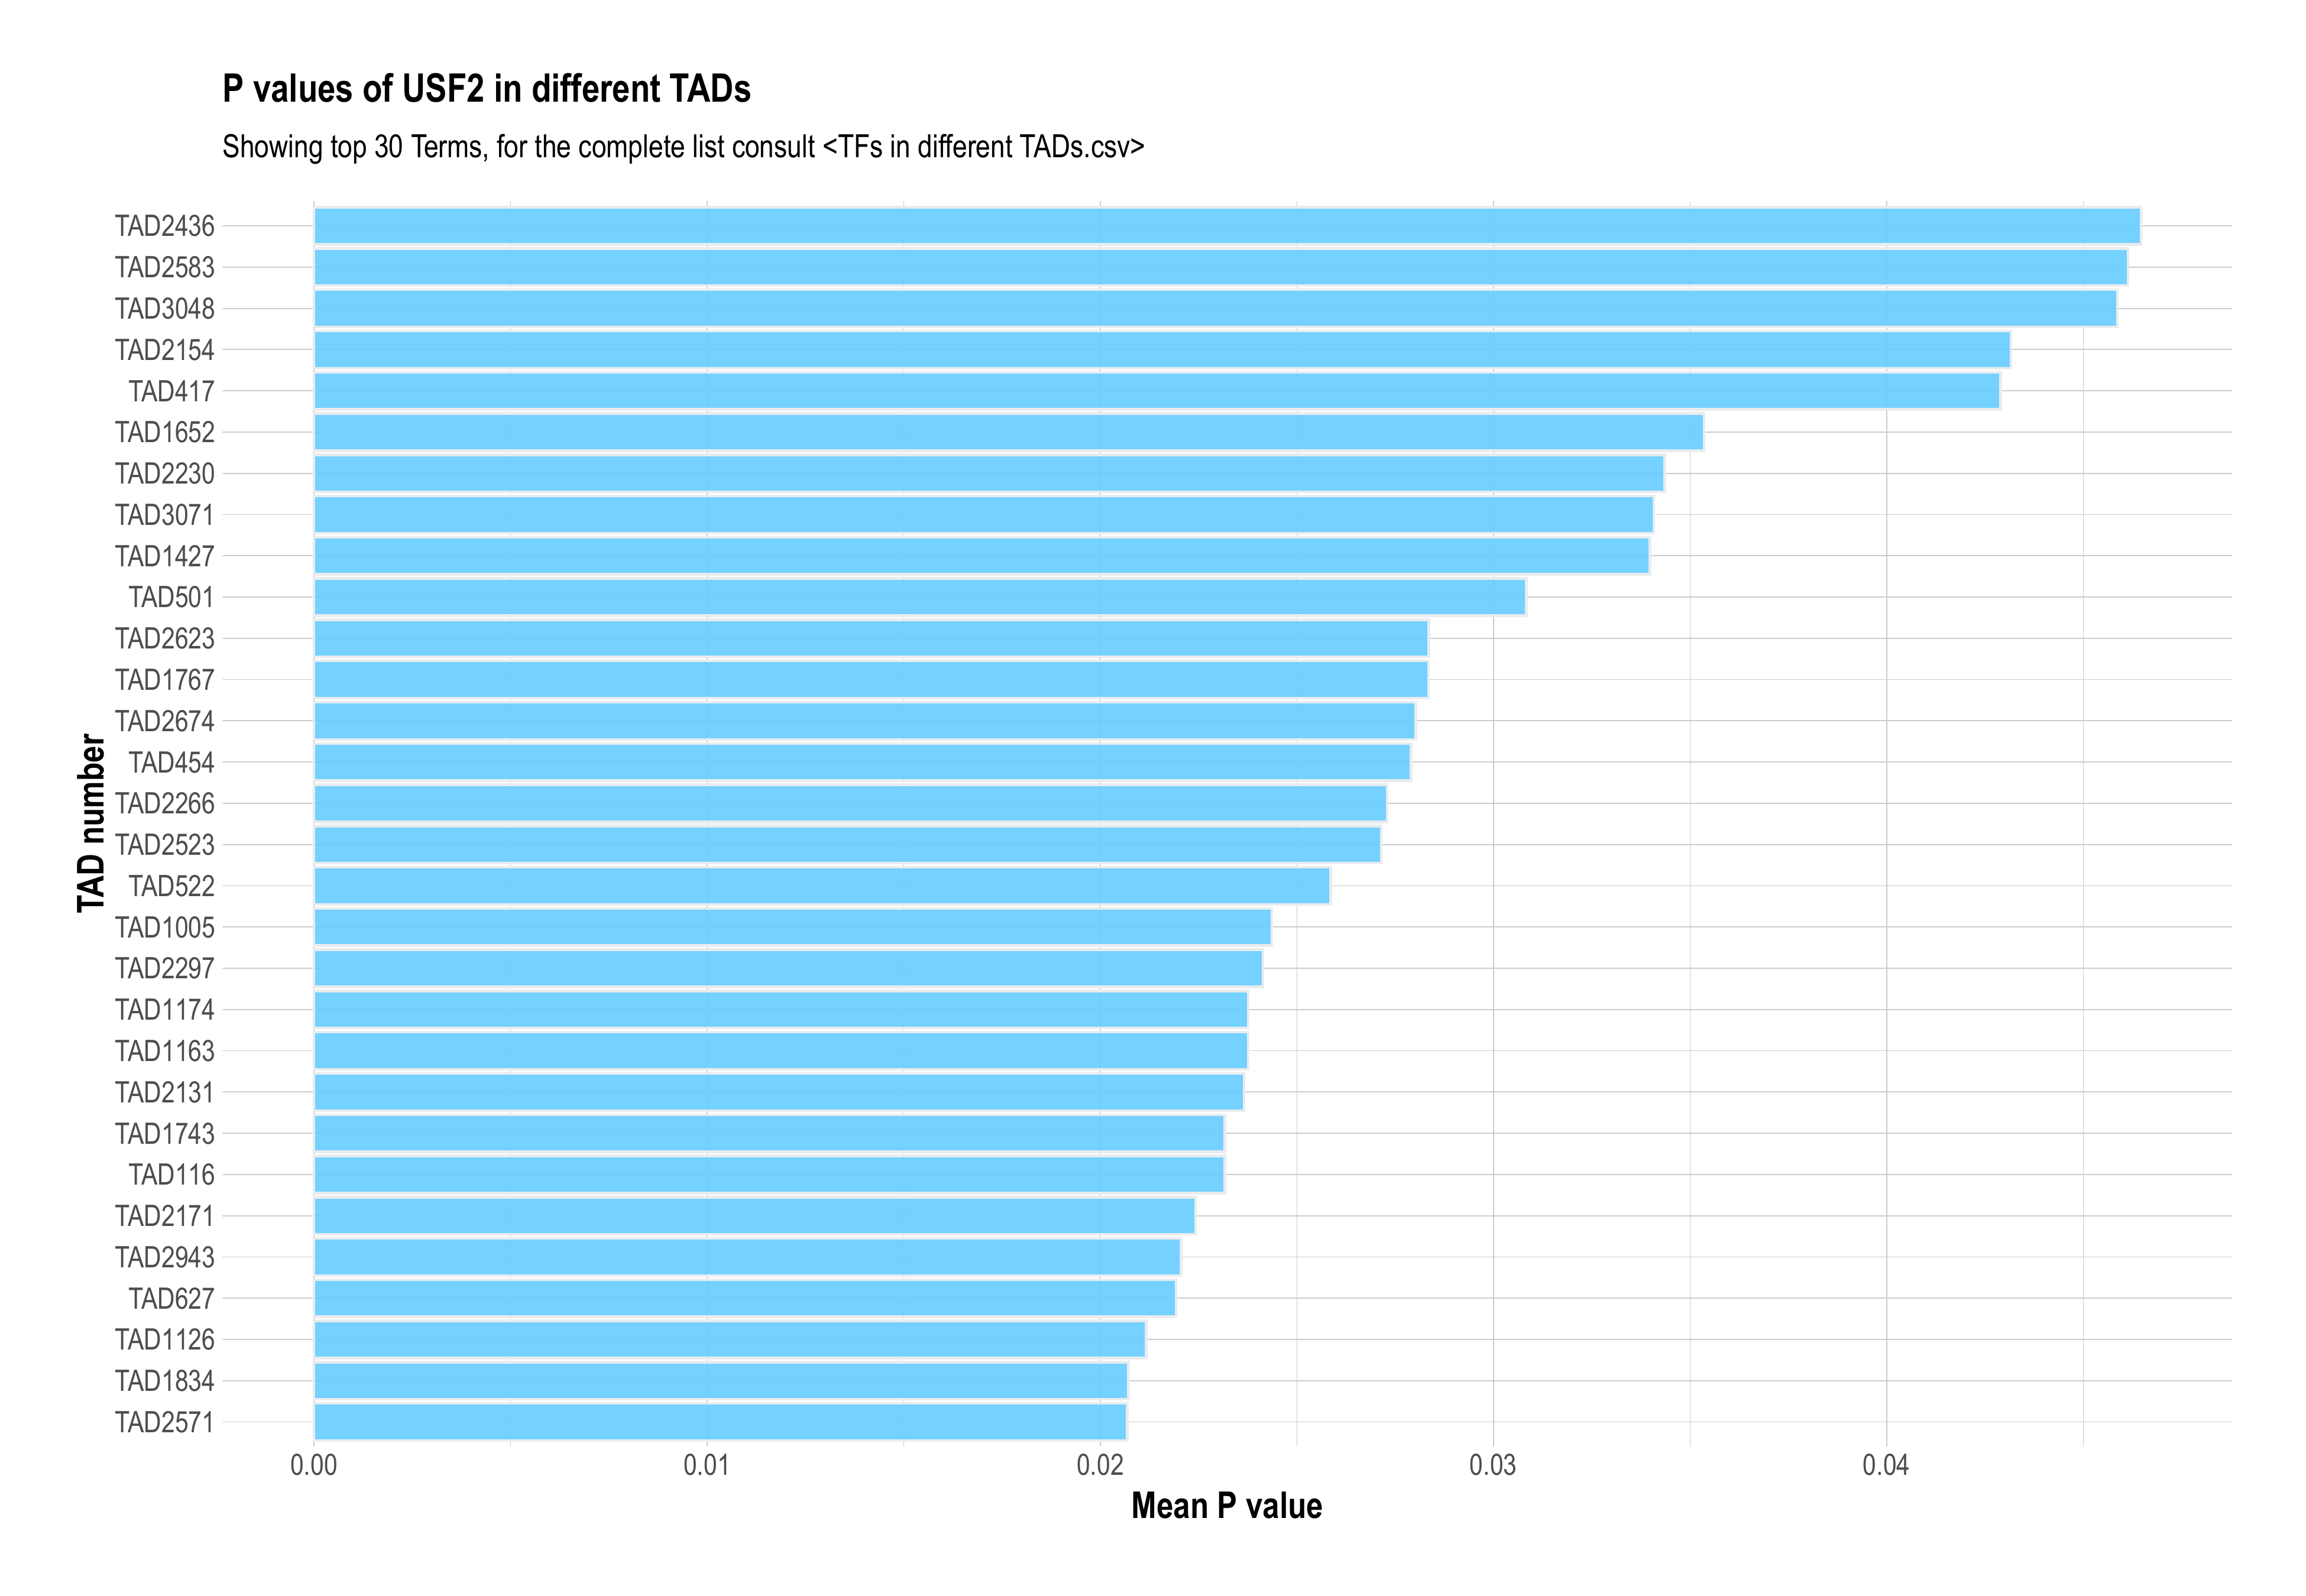 P values of USF2 in different TADs
Showing top 30 Terms, for the complete list consult <TFs in different TADs.csv>
TAD number
TAD2436
TAD2583
TAD3048
TAD2154
TAD417
TAD1652
TAD2230
TAD3071
TAD1427
TAD501
TAD2623
TAD1767
TAD2674
TAD454
TAD2266
TAD2523
TAD522
TAD1005
TAD2297
TAD1174
TAD1163
TAD2131
TAD1743
TAD116
TAD2171
TAD2943
TAD627
TAD1126
TAD1834
TAD2571
0.00 0.01 0.02 0.03 0.04
Mean P value